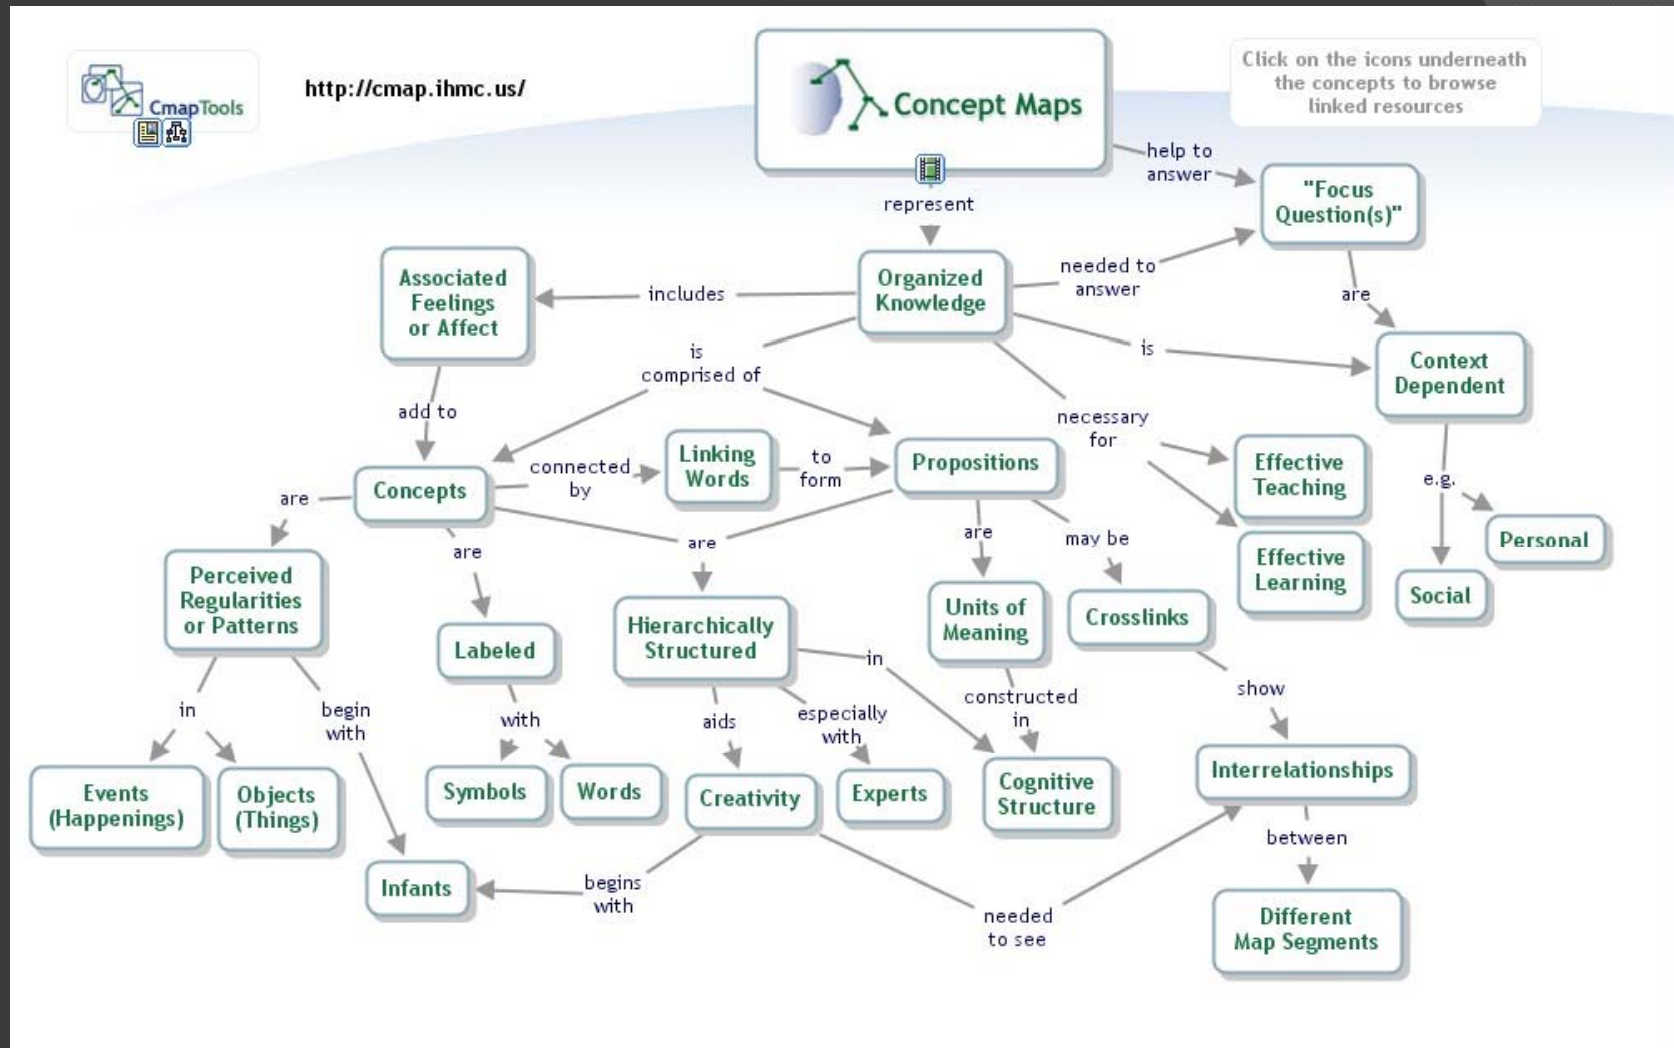 CmapTools
http://cmap.ihmc.us/
Concept Maps
Click on the icons underneath
the concepts to browse
linked resources
help to
answer
"Focus
Question(s)"
represent
Associated
Feelings
or Affect
includes
Organized
Knowledge
needed to
answer
are
is
comprised of
is
Context
Dependent
add to
necessary
for
Concepts
connected
by
Linking
Words
to
form
Propositions
Effective
Teaching
e.g.
Personal
are
are
are
are
may be
Effective
Learning
Social
Perceived
Regularities
or Patterns
Labeled
Hierarchically
Structured
Units of
Meaning
Crosslinks
in
begin
with
with
aids
especially
with
in
constructed
in
show
Events
(Happenings)
Objects
(Things)
Symbols
Words
Creativity
Experts
Cognitive
Structure
Interrelationships
between
Infants
begins
with
needed
to see
Different
Map Segments